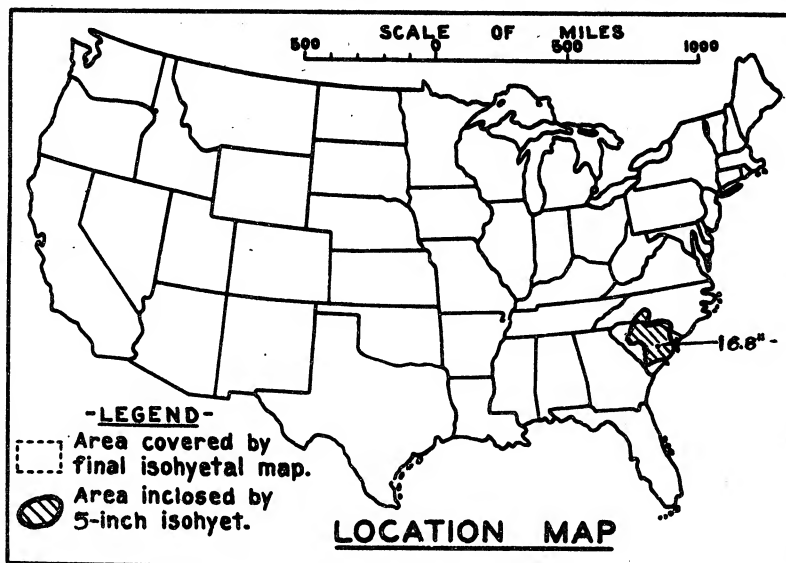 SCALE OF MILES
500 0 500 1000
16.8"-
-LEGEND-
Area covered by
final isohyetal map.
Area inclosed by
5-inch isohyet.
LOCATION MAP